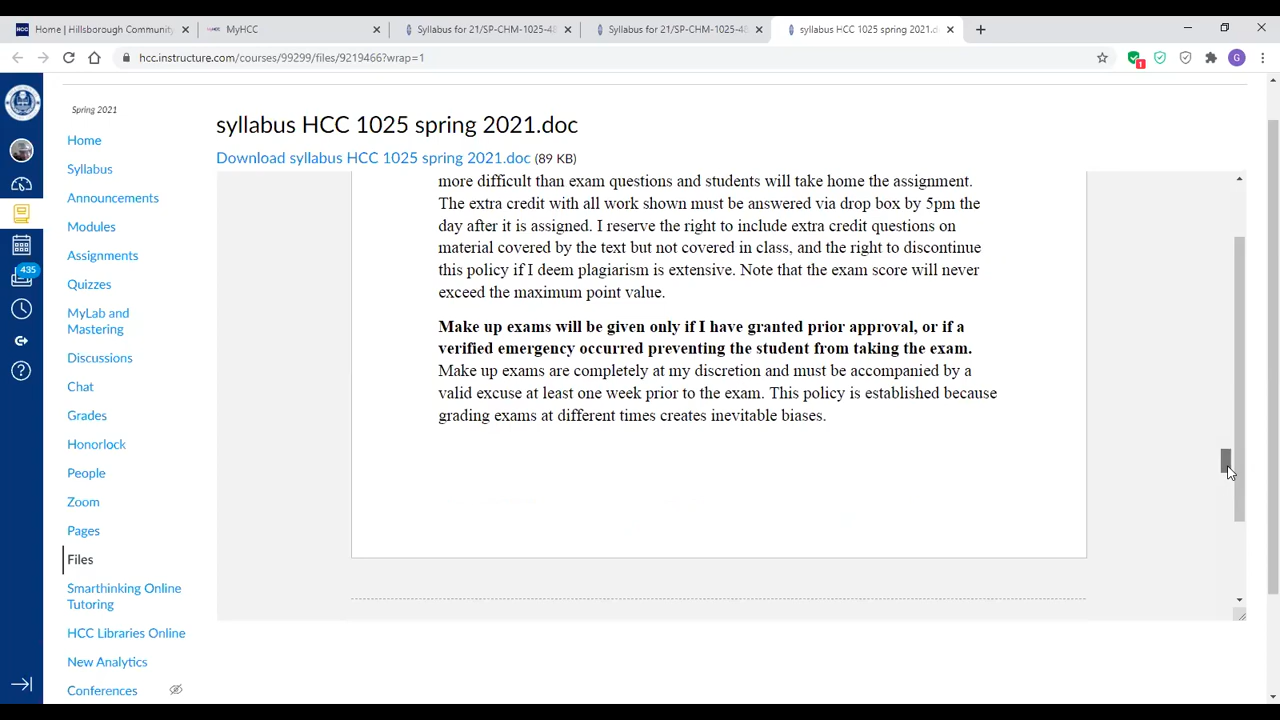 Home | Hillsborough Community
MyHCC
Syllabus for 21/SP-CHM-1025-48
Syllabus for 21/SP-CHM-1025-48
syllabus HCC 1025 spring 2021.d
hcc.instructure.com/courses/99299/files/9219466?wrap=1
1
G
Spring 2021
Home
Syllabus
Announcements
Modules
Assignments
Quizzes
MyLab and
Mastering
Discussions
Chat
Grades
Honorlock
People
Zoom
Pages
Files
Smarthinking Online
Tutoring
HCC Libraries Online
New Analytics
Conferences
435
syllabus HCC 1025 spring 2021.doc
Download syllabus HCC 1025 spring 2021.doc (89 KB)
more difficult than exam questions and students will take home the assignment.
The extra credit with all work shown must be answered via drop box by 5pm the
day after it is assigned. I reserve the right to include extra credit questions on
material covered by the text but not covered in class, and the right to discontinue
this policy if I deem plagiarism is extensive. Note that the exam score will never
exceed the maximum point value.
Make up exams will be given only if I have granted prior approval, or if a
verified emergency occurred preventing the student from taking the exam.
Make up exams are completely at my discretion and must be accompanied by a
valid excuse at least one week prior to the exam. This policy is established because
grading exams at different times creates inevitable biases.